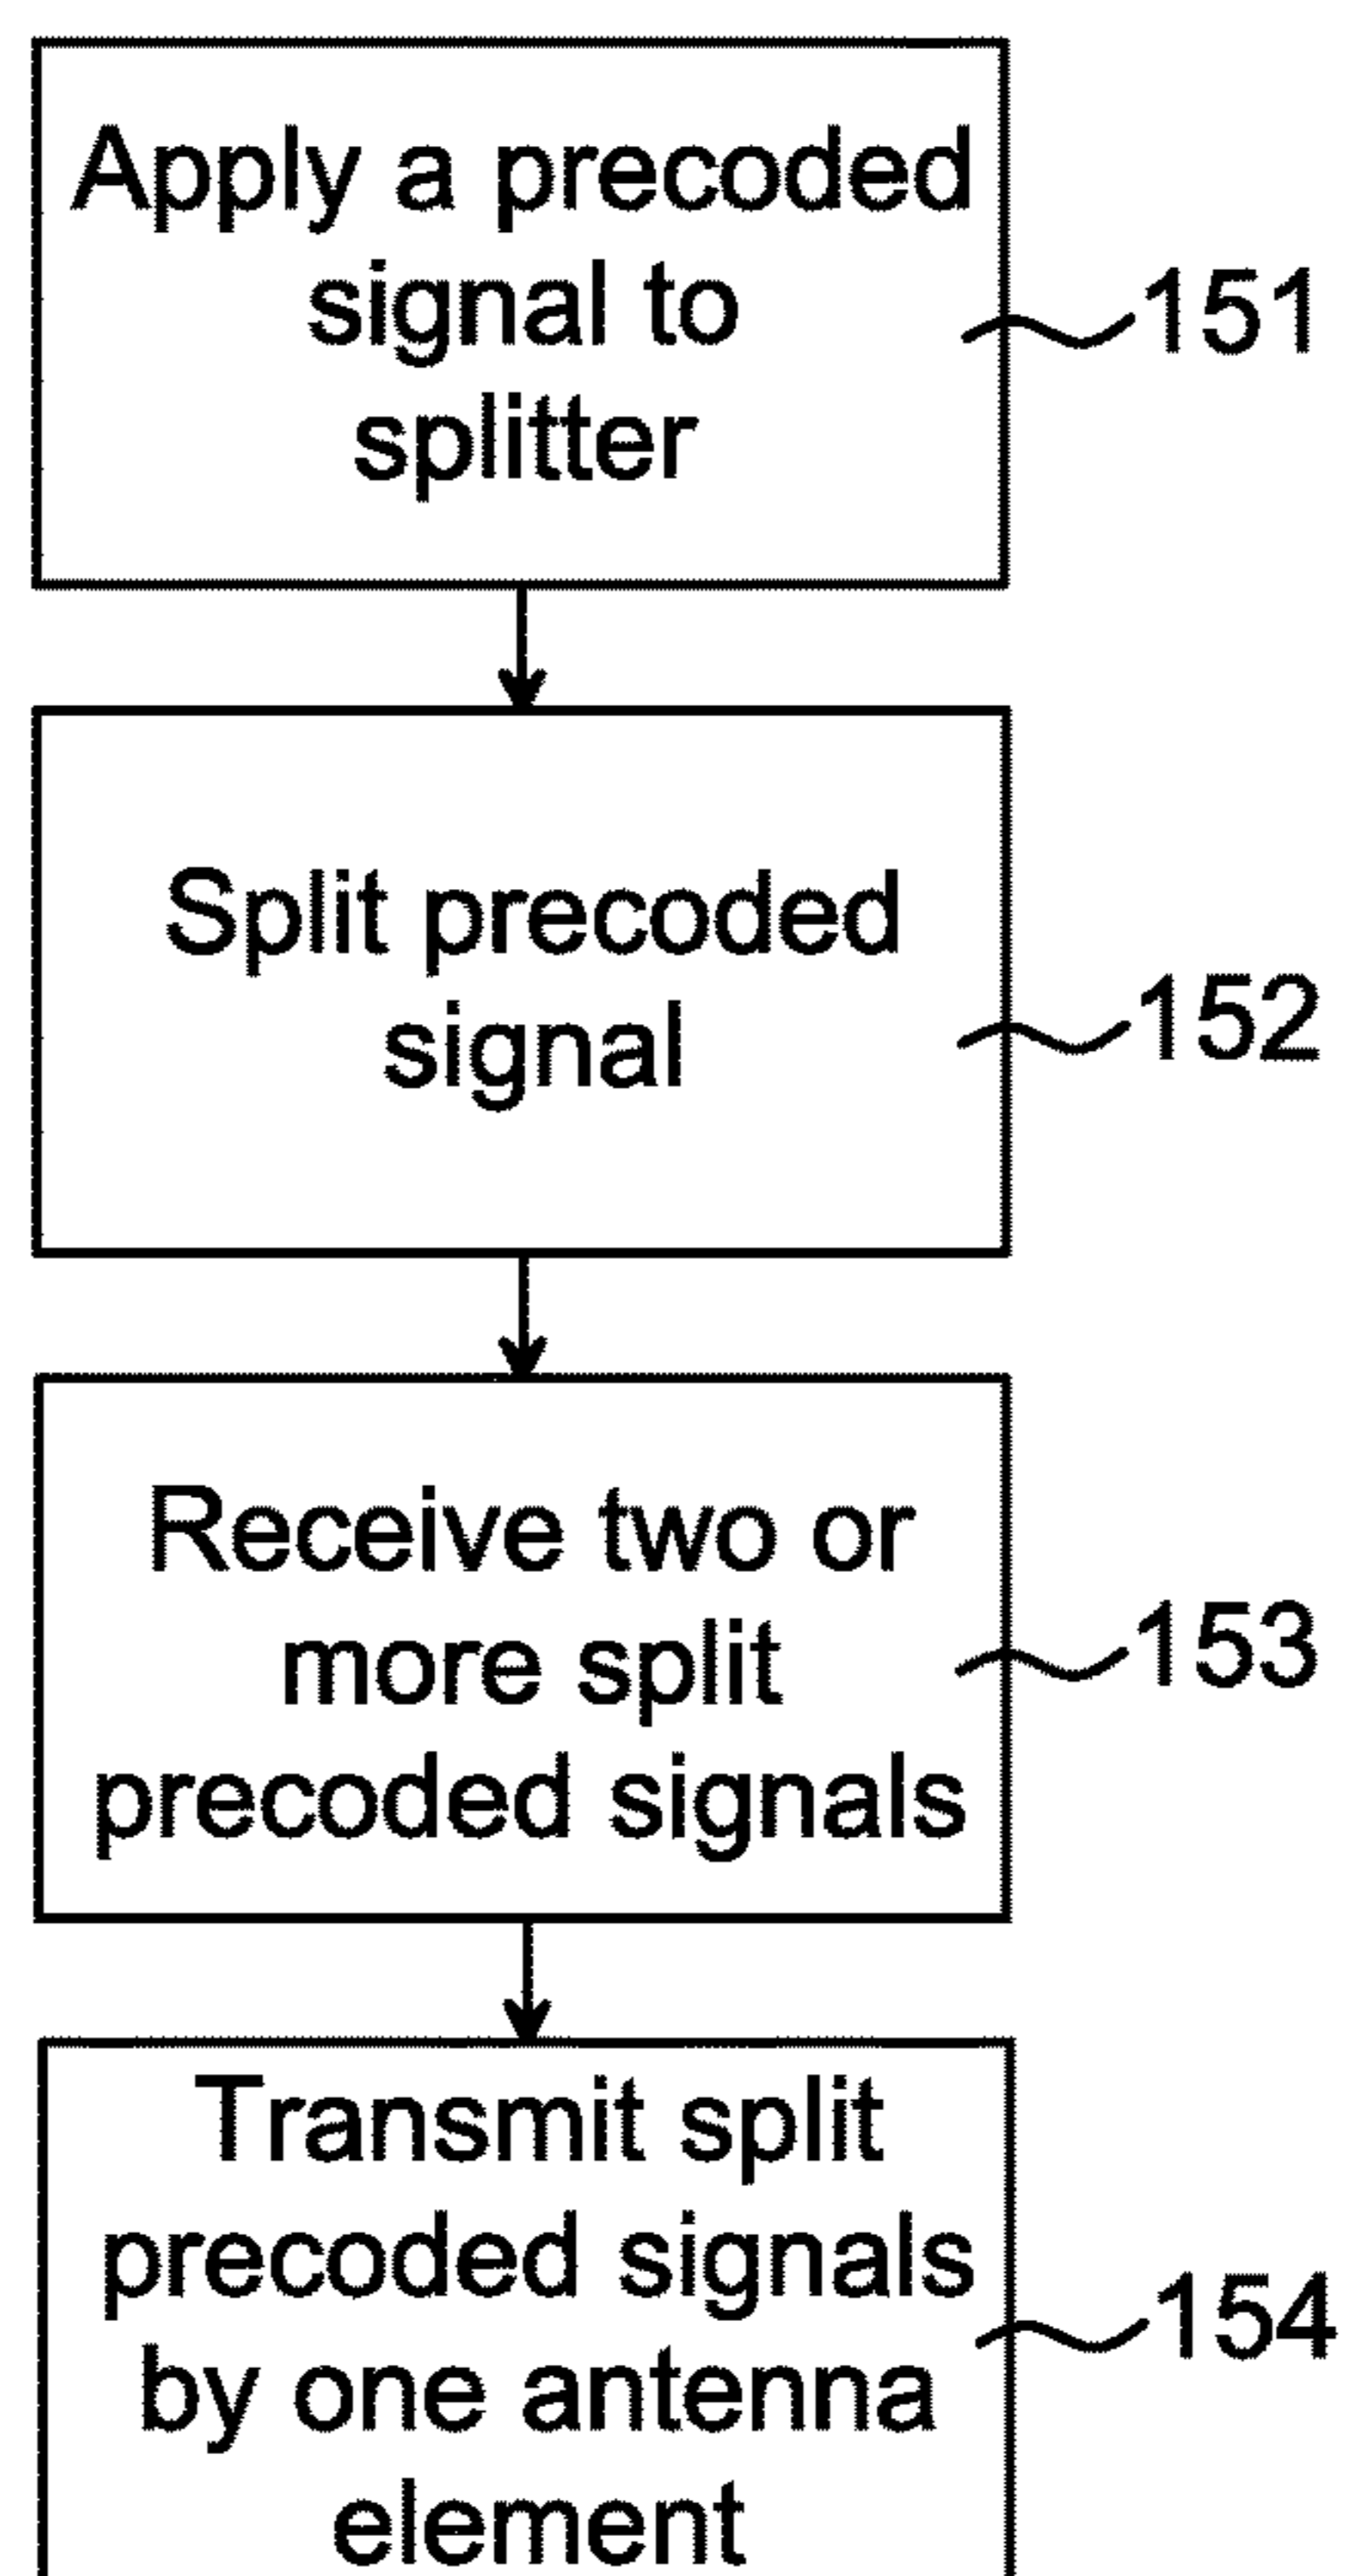 Apply a precoded
signal to
splitter
151
Split precoded
signal
152
Receive two or
more split
precoded signals
153
Transmit split
precoded signals
by one antenna
element
154